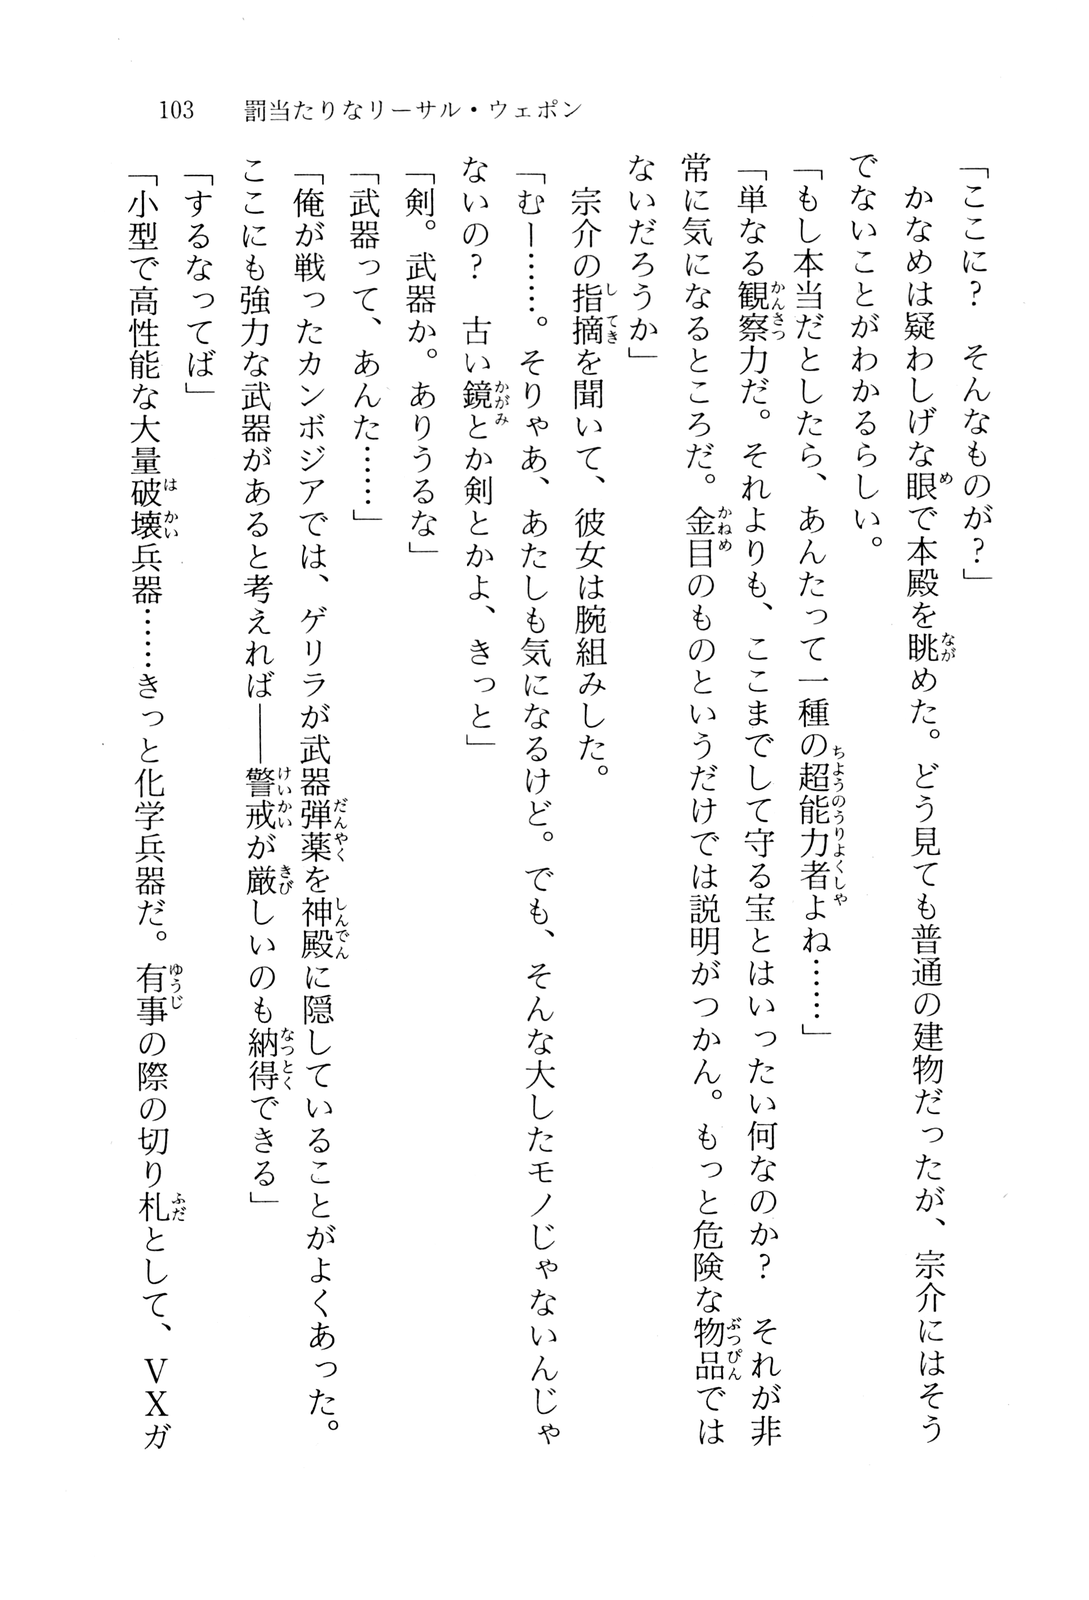 103　罰当たりなリーサル・ウェポン
「ここに？　そんなものが？」
　かなめは疑わしげな眼で本殿を眺めた。どう見ても普通の建物だったが、宗介にはそう
でないことがわかるらしい。
「もし本当だとしたら、あんたって一種の超能力者よね……」
「単なる観察力だ。それよりも、ここまでして守る宝とはいったい何なのか？　それが非
常に気になるところだ。金目のものというだけでは説明がつかん。もっと危険な物品では
ないだろうか」
　宗介の指摘を聞いて、彼女は腕組みした。
「むー……。そりゃあ、あたしも気になるけど。でも、そんな大したモノじゃないんじゃ
ないの？　古い鏡とか剣とかよ、きっと」
「剣。武器か。ありうるな」
「武器って、あんた……」
「俺が戦ったカンボジアでは、ゲリラが武器弾薬を神殿に隠していることがよくあった。
ここにも強力な武器があると考えれば――警戒が厳しいのも納得できる」
「するなってば」
「小型で高性能な大量破壊兵器……きっと化学兵器だ。有事の際の切り札として、ＶＸガ